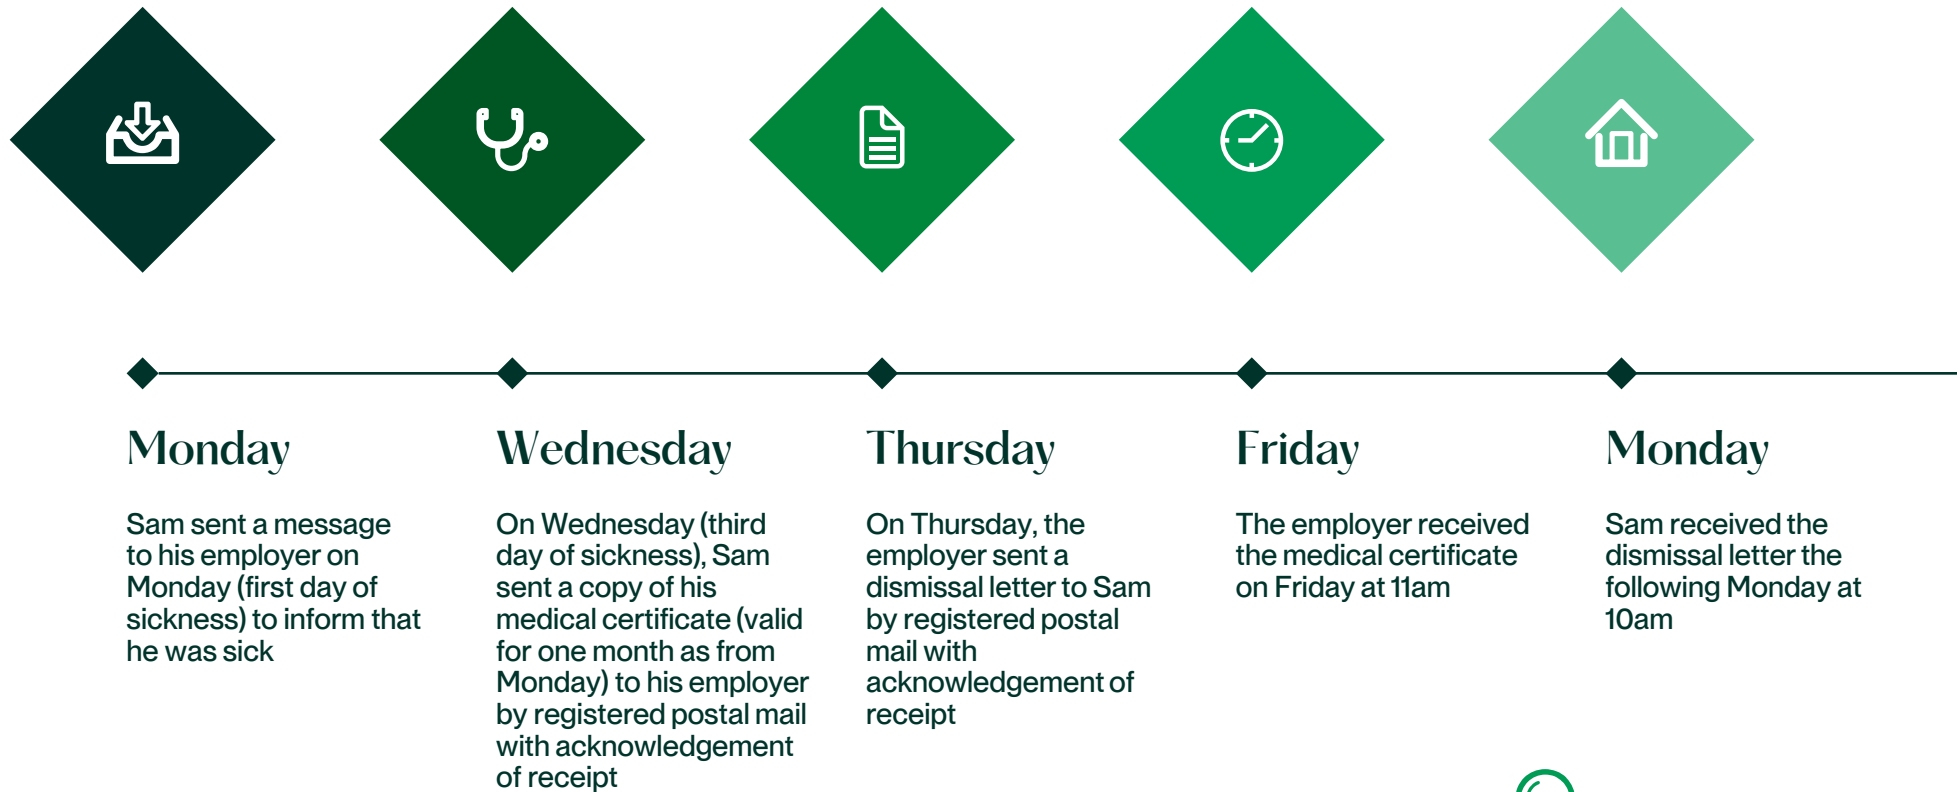 Monday
Sam sent a message
to his employer on
Monday (first day of
sickness) to inform that
he was sick
Wednesday
On Wednesday (third
day of sickness), Sam
sent a copy of his
medical certificate (valid
for one month as from
Monday) to his employer
by registered postal mail
with acknowledgement
of receipt
Thursday
On Thursday, the
employer sent a
dismissal letter to Sam
by registered postal
mail with
acknowledgement of
receipt
Friday
The employer received
the medical certificate
on Friday at 11am
Monday
Sam received the
dismissal letter the
following Monday at
10am